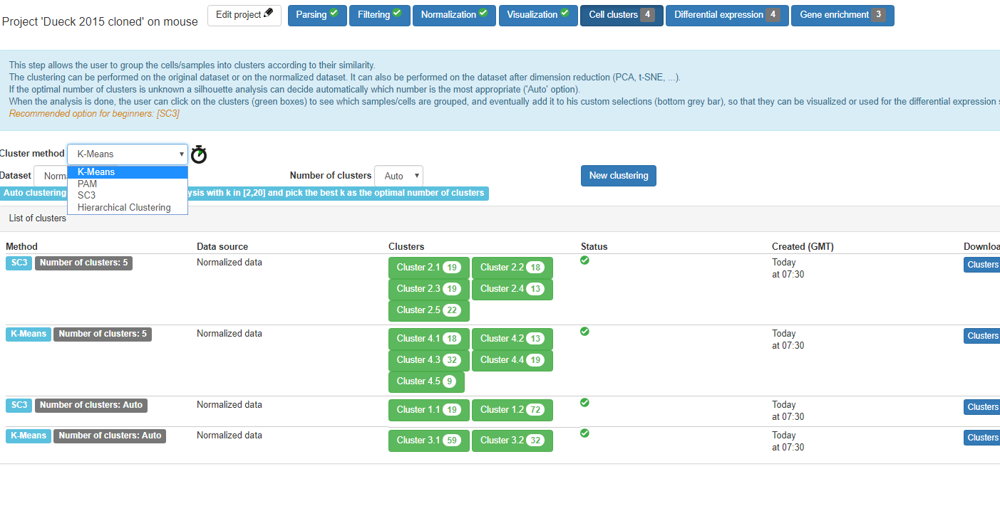 Project 'Dueck 2015 cloned' on mouse
Edit project
Parsing
Filtering
Normalization
Visualization
Cell clusters 4
Differential expression 4
Gene enrichment 3
This step allows the user to group the cells/samples into clusters according to their similarity.
The clustering can be performed on the original dataset or on the normalized dataset. It can also be performed on the dataset after dimension reduction (PCA, t-SNE, ...).
If the optimal number of clusters is unknown a silhouette analysis can decide automatically which number is the most appropriate ('Auto' option).
When the analysis is done, the user can click on the clusters (green boxes) to see which samples/cells are grouped, and eventually add it to his custom selections (bottom grey bar), so that they can be visualized or used for the differential expression
Recommended option for beginners: [SC3]
Cluster method K-Means
K-Means
PAM
SC3
Hierarchical Clustering
Dataset Norma
Number of clusters Auto
New clustering
Auto clustering ysis with k in [2,20] and pick the best k as the optimal number of clusters
List of clusters
Method Data source Clusters Status Created (GMT) Downloa
SC3 Number of clusters: 5 Normalized data Cluster 2.1 19 Cluster 2.2 18 Today Clusters
Cluster 2.3 19 Cluster 2.4 13 at 07:30
Cluster 2.5 22
K-Means Number of clusters: 5 Normalized data Cluster 4.1 18 Cluster 4.2 13 Today Clusters
Cluster 4.3 32 Cluster 4.4 19 at 07:30
Cluster 4.5 9
SC3 Number of clusters: Auto Normalized data Cluster 1.1 19 Cluster 1.2 72 Today Clusters
at 07:30
K-Means Number of clusters: Auto Normalized data Cluster 3.1 59 Cluster 3.2 32 Today Clusters
at 07:30